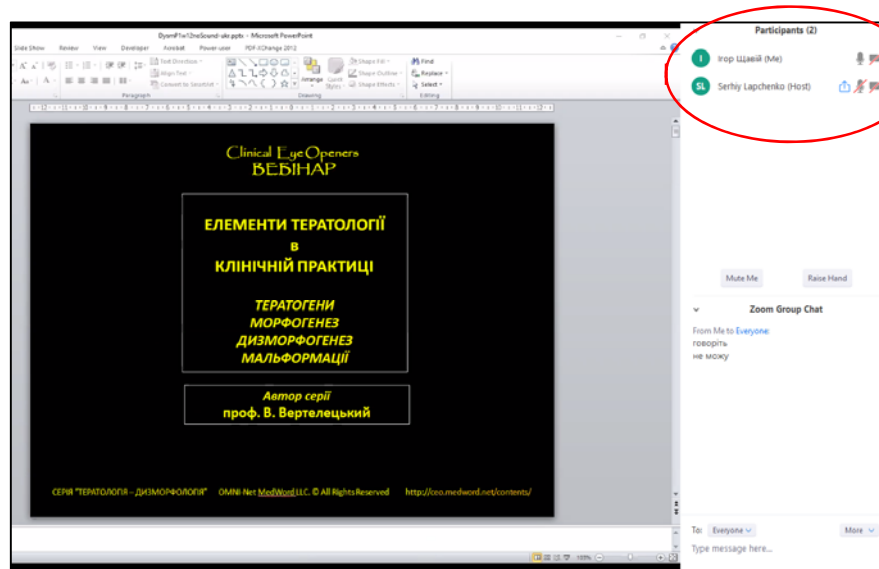 Dysm#1w12noSound-ukr.pptx - Microsoft PowerPoint
Slide Show Review View Developer Acrobat Power-user PDF-XChange 2012
Text Direction
Align Text
Convert to SmartArt
Paragraph
Arrange Quick Styles
Shape Fill
Shape Outline
Shape Effects
Drawing
Find
Replace
Select
Editing
Clinical Eye Openers
ВЕБІНАР
ЕЛЕМЕНТИ ТЕРАТОЛОГІЇ
в
КЛІНІЧНІЙ ПРАКТИЦІ
ТЕРАТОГЕНИ
МОРФОГЕНЕЗ
ДИЗМОРФОГЕНЕЗ
МАЛЬФОРМАЦІЇ
Автор серії
проф. В. Вертелецький
СЕРІЯ "ТЕРАТОЛОГІЯ – ДИЗМОРФОЛОГІЯ" OMNI-Net MedWord LLC. © All Rights Reserved http://ceo.medword.net/contents/
100%
Participants (2)
I Ігор Щавій (Me)
SL Serhiy Lapchenko (Host)
Mute Me Raise Hand
Zoom Group Chat
From Me to Everyone:
говоріть
не можу
To: Everyone More
Type message here...